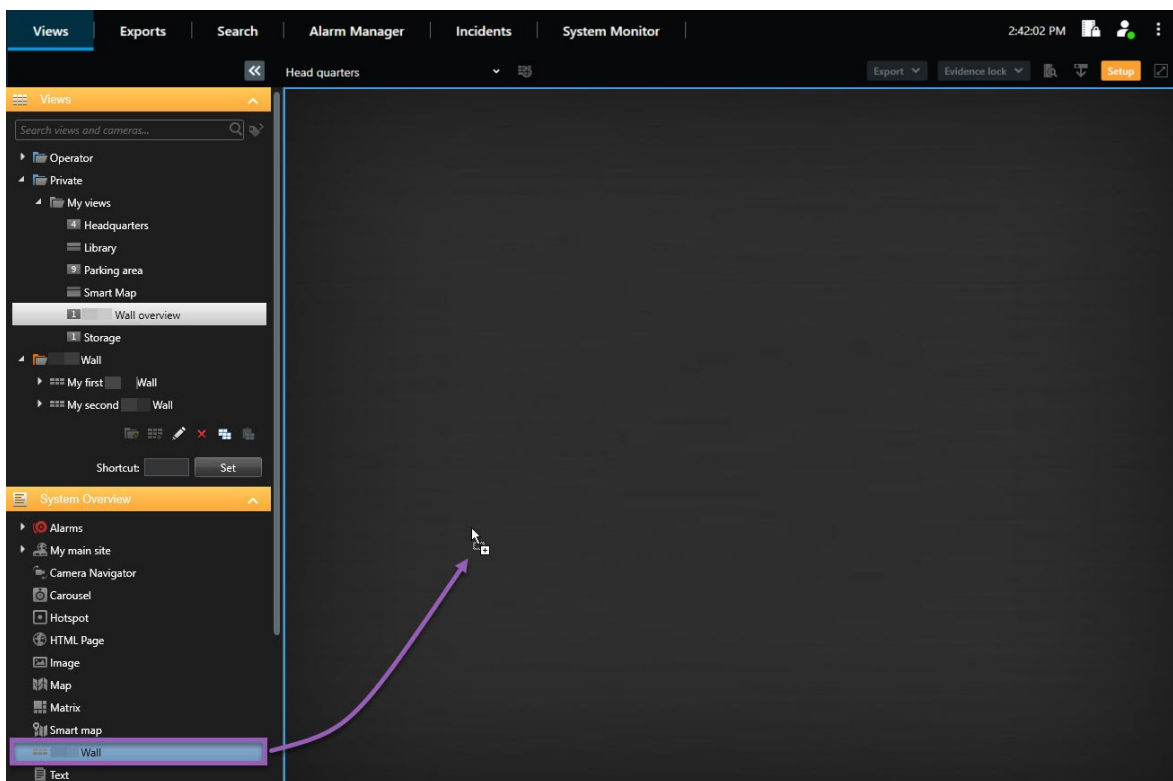 Views Exports Search Alarm Manager Incidents System Monitor 2:42:02 PM
Head quarters Export Evidence lock Setup
Views
Search views and cameras...
Operator
Private
My views
4 Headquarters
Library
9 Parking area
Smart Map
1 Wall overview
1 Storage
Wall
My first Wall
My second Wall
Shortcut: Set
System Overview
Alarms
My main site
Camera Navigator
Carousel
Hotspot
HTML Page
Image
Map
Matrix
Smart map
Wall
Text